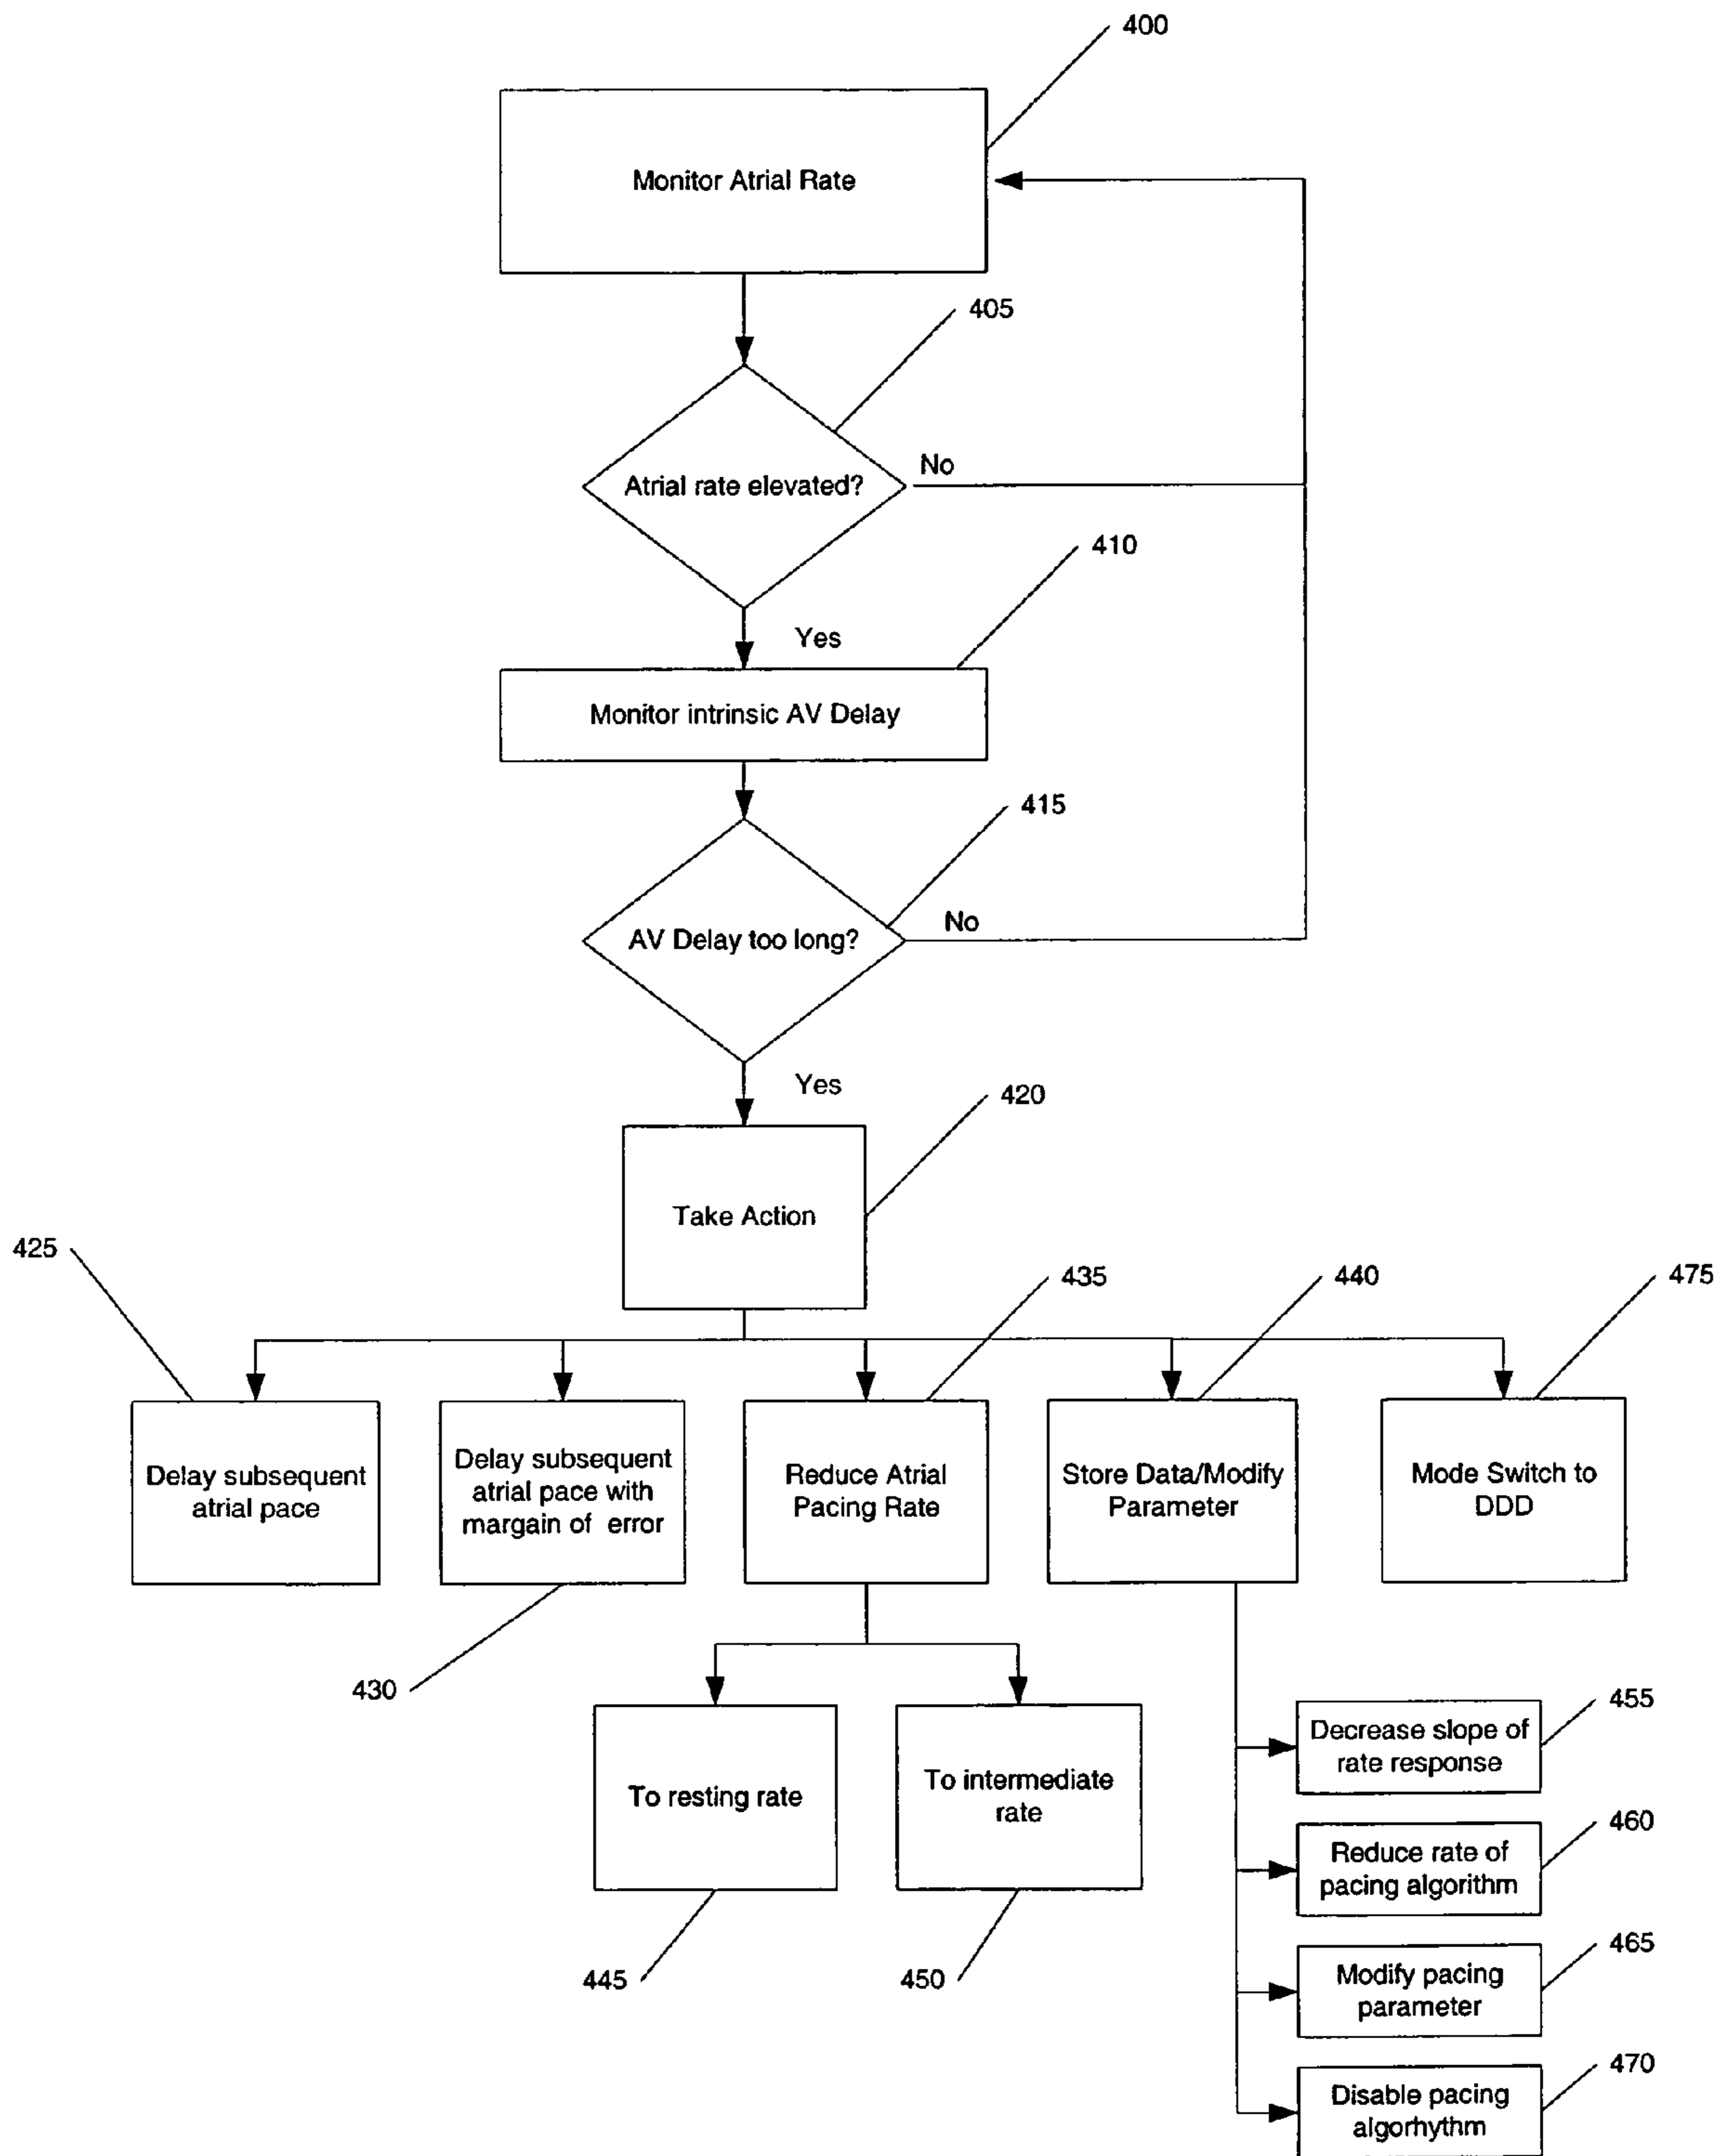 400
Monitor Atrial Rate
405
Atrial rate elevated?
No
410
Yes
Monitor intrinsic AV Delay
415
AV Delay too long?
No
Yes
420
Take Action
425
435
440
475
Delay subsequent
atrial pace
Delay subsequent
atrial pace with
margain of error
Reduce Atrial
Pacing Rate
Store Data/Modify
Parameter
Mode Switch to
DDD
430
To resting rate
To intermediate
rate
445
450
455
Decrease slope of
rate response
460
Reduce rate of
pacing algorithm
465
Modify pacing
parameter
470
Disable pacing
algorhythm